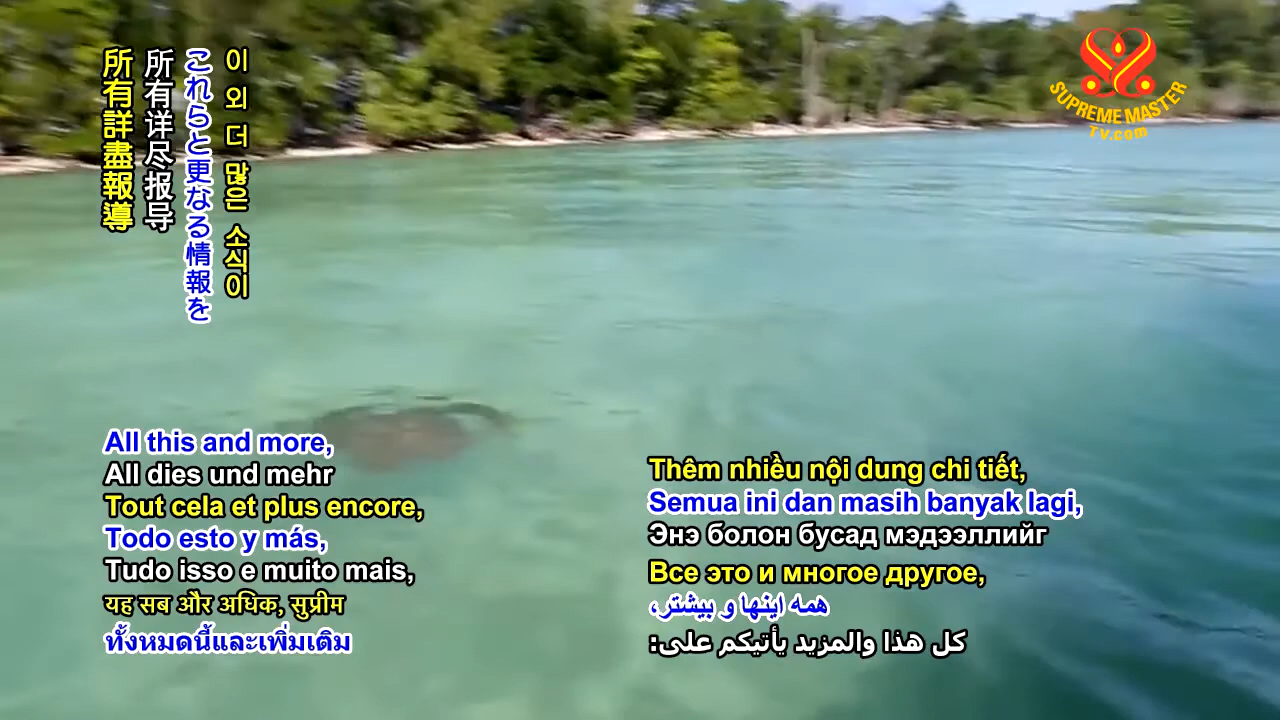 所有詳盡報導
所有详尽报导
これらと更なる情報を
이 외 더 많은 소식이
SUPREME MASTER
TV.com
All this and more,
All dies und mehr
Tout cela et plus encore,
Todo esto y más,
Tudo isso e muito mais,
यह सब और अधिक, सुप्रीम
ทั้งหมดนี้และเพิ่มเติม
Thêm nhiều nội dung chi tiết,
Semua ini dan masih banyak lagi,
Энэ болон бусад мэдээллийг
Все это и многое другое,
همه اینها و بیشتر،
كل هذا والمزيد يأتيكم على: